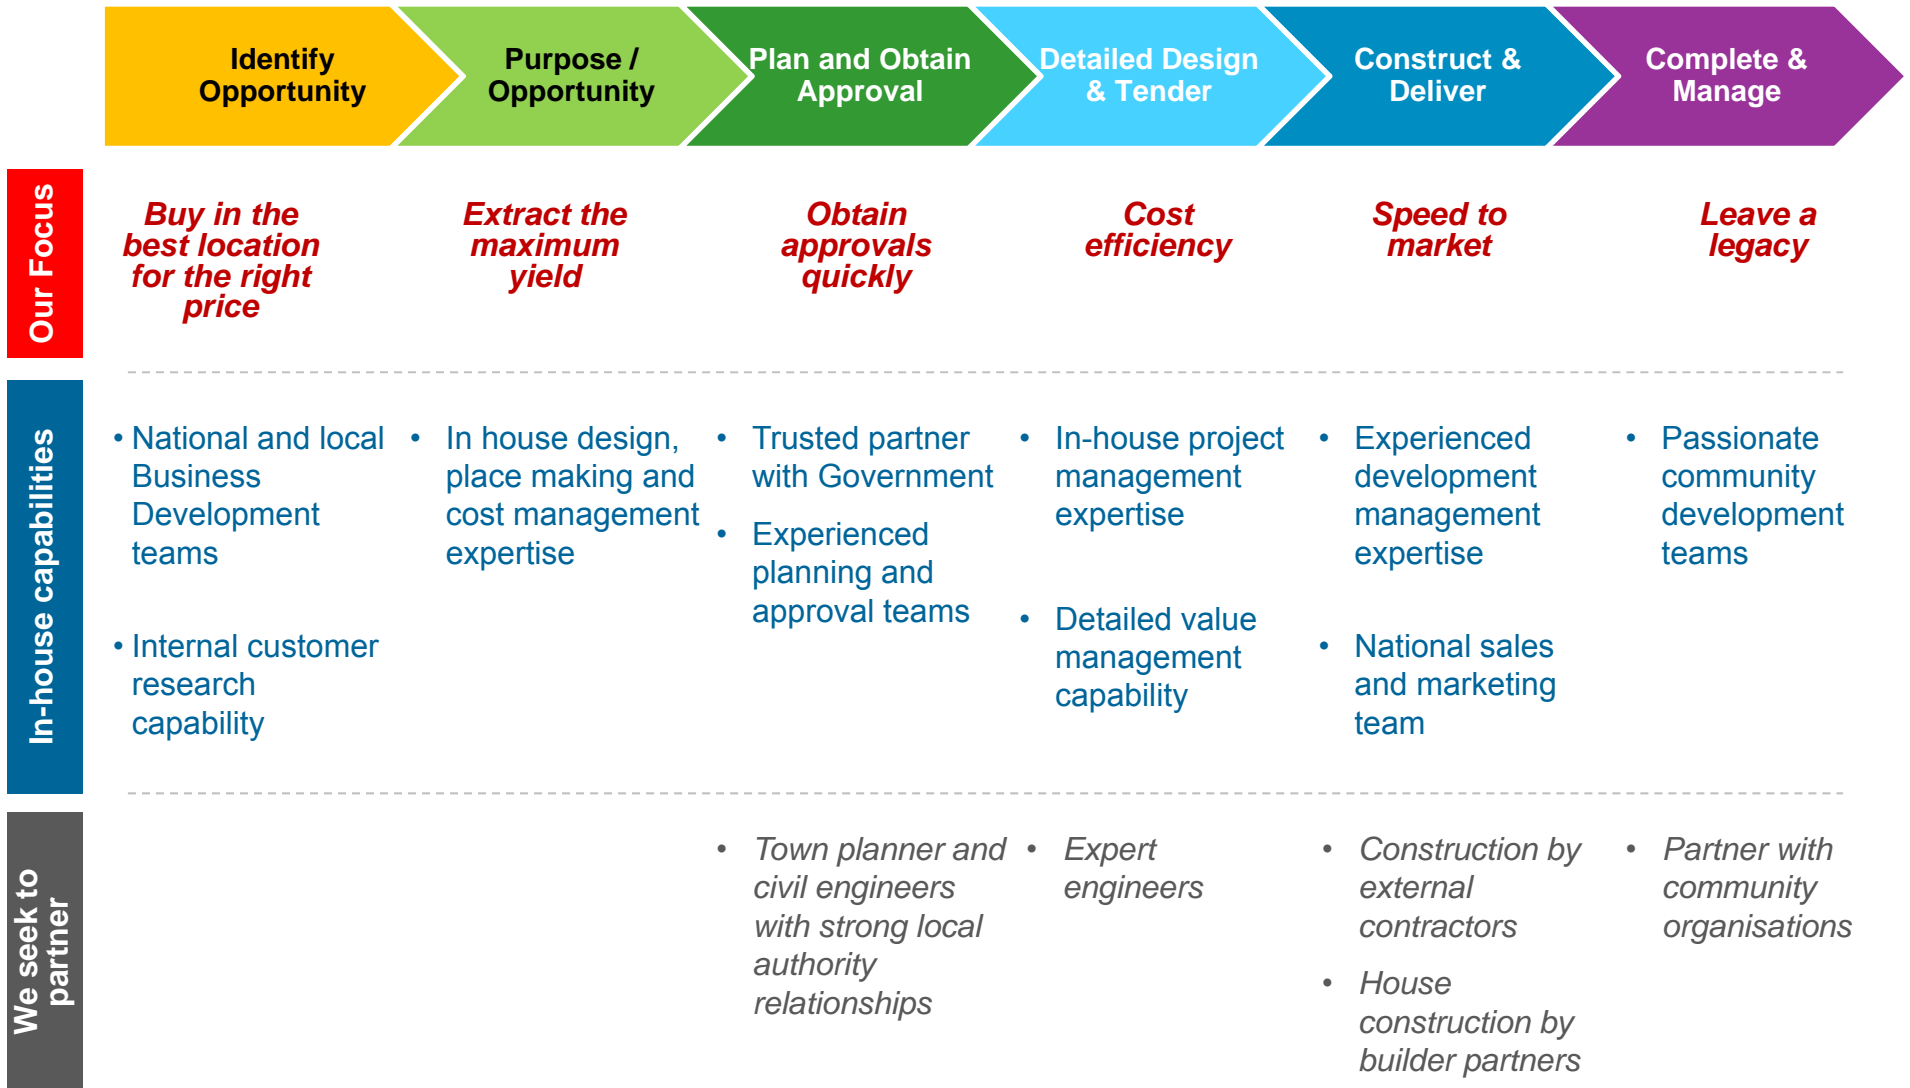 Identify
Opportunity
Purpose /
Opportunity
Plan and Obtain
Approval
Detailed Design
& Tender
Construct &
Deliver
Complete &
Manage
Our Focus
Buy in the
best location
for the right
price
Extract the
maximum
yield
Obtain
approvals
quickly
Cost
efficiency
Speed to
market
Leave a
legacy
In-house capabilities
• National and local
Business
Development
teams
• Internal customer
research
capability
• In house design,
place making and
cost management
expertise
• Trusted partner
with Government
• Experienced
planning and
approval teams
• In-house project
management
expertise
• Detailed value
management
capability
• Experienced
development
management
expertise
• National sales
and marketing
team
• Passionate
community
development
teams
We seek to
partner
• Town planner and
civil engineers
with strong local
authority
relationships
• Expert
engineers
• Construction by
external
contractors
• House
construction by
builder partners
• Partner with
community
organisations